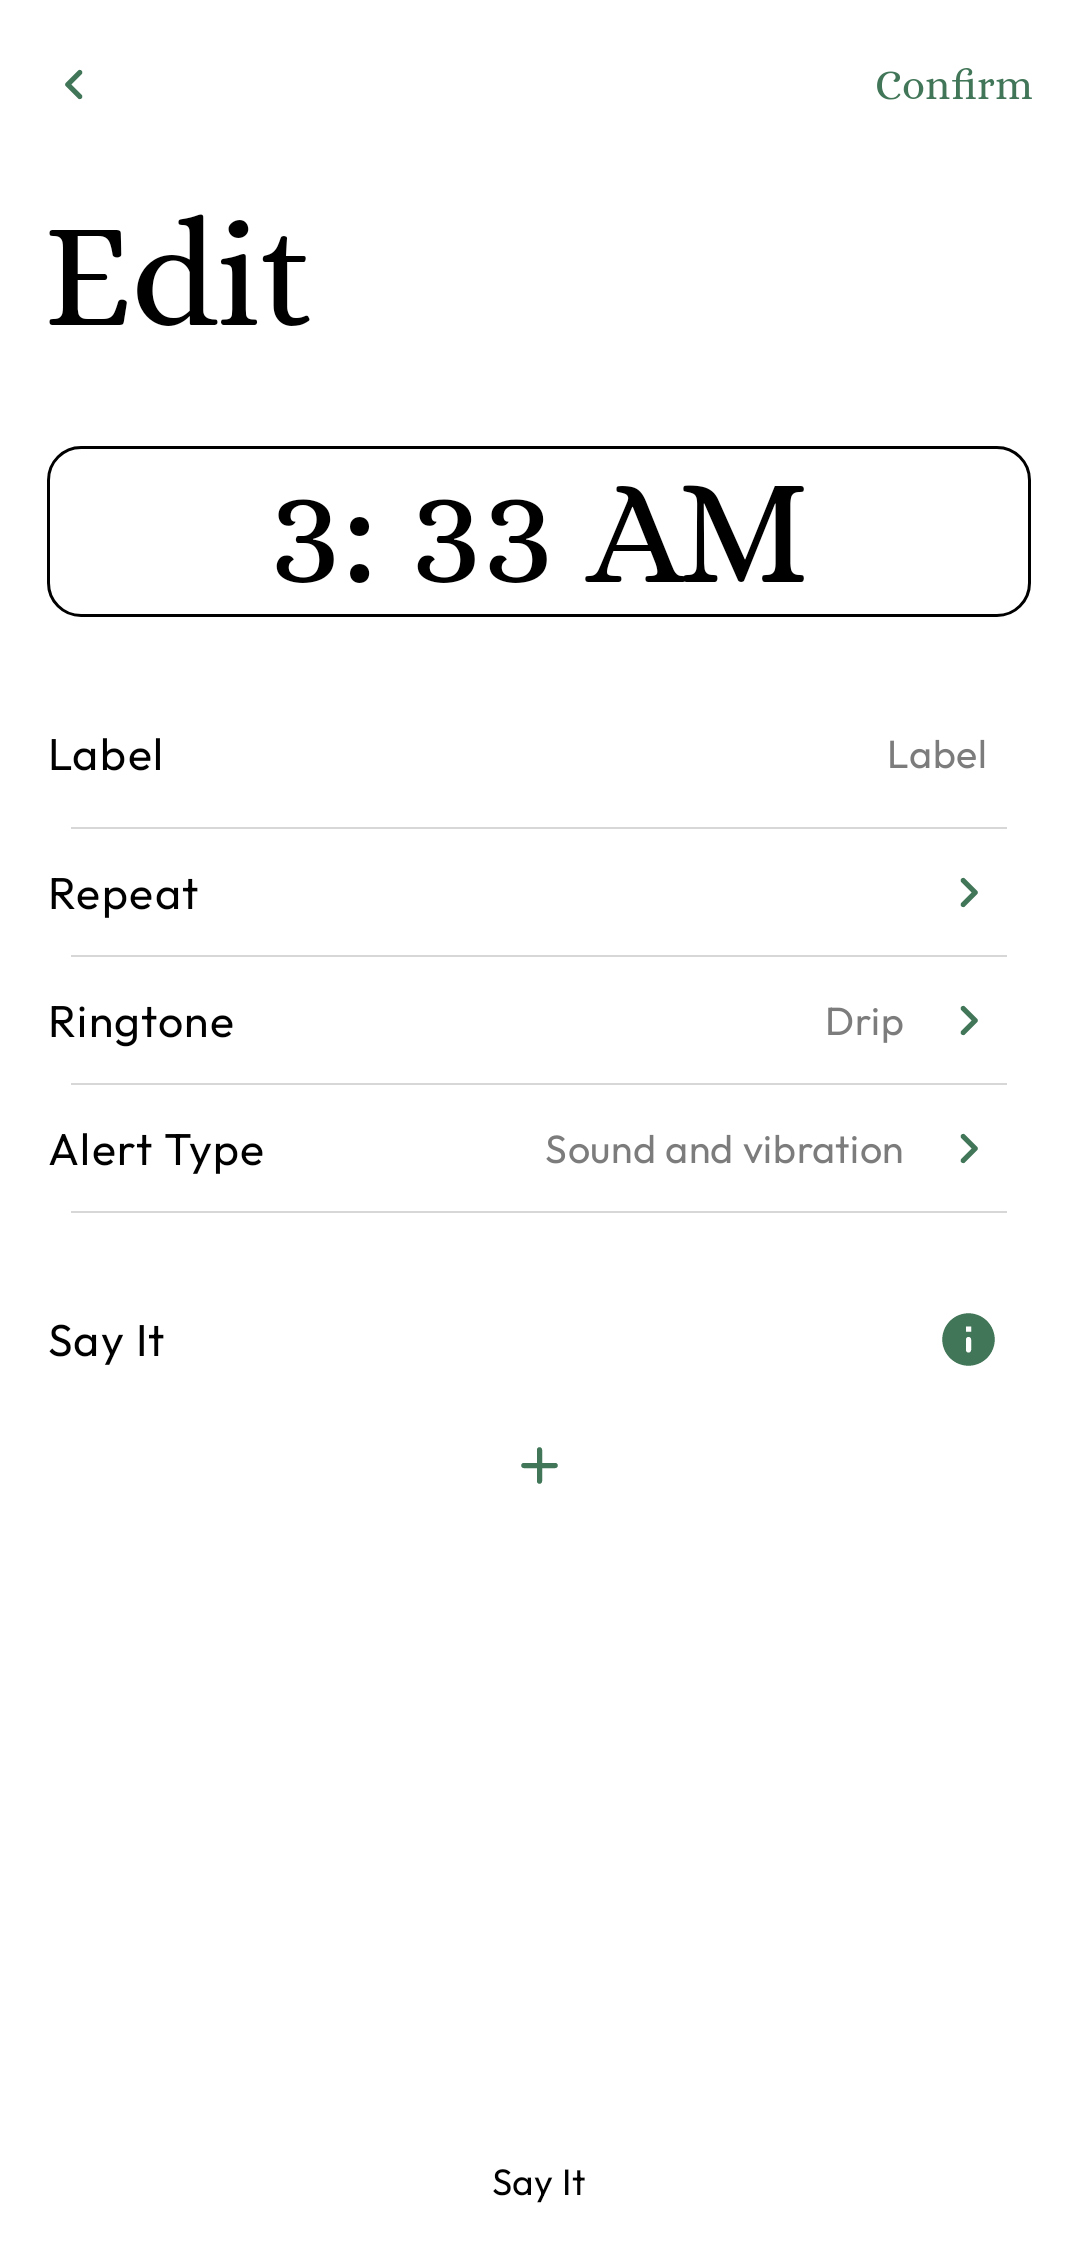 Confirm
Edit
3: 33 AM
Label Label
Repeat
Ringtone Drip
Alert Type Sound and vibration
Say It
Say It